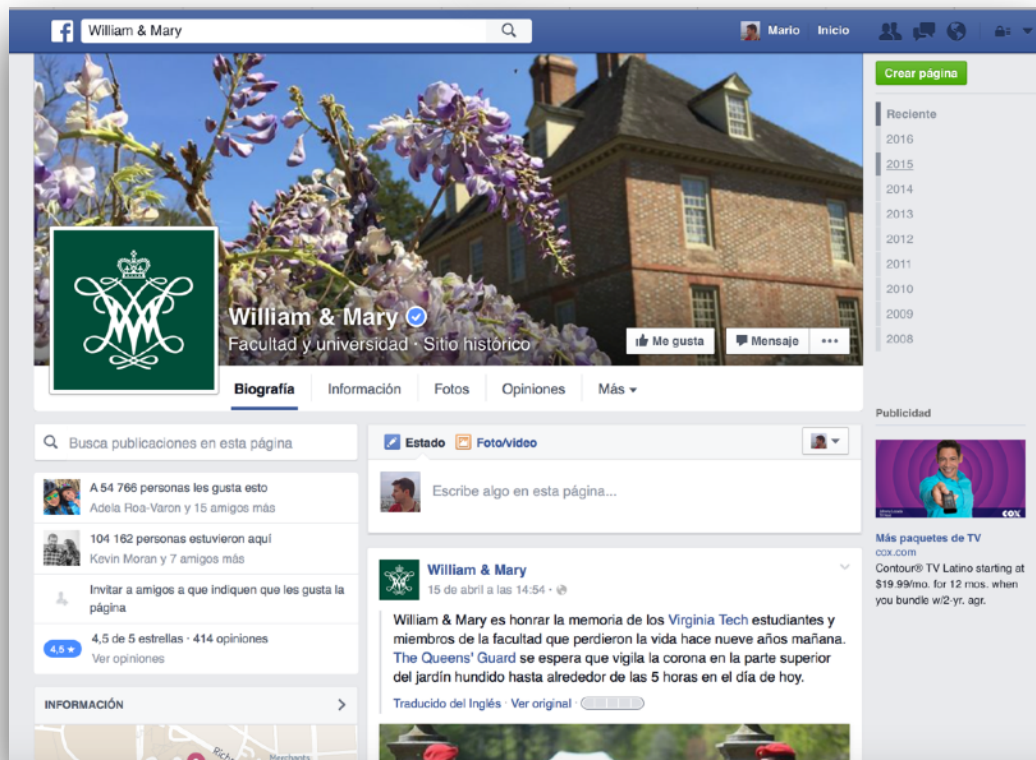 William & Mary
Mario Inicio
Crear página
Reciente
2016
2015
2014
2013
2012
2011
2010
2009
2008
William & Mary
Facultad y universidad · Sitio histórico
Me gusta
Mensaje
•••
Biografía Información Fotos Opiniones Más
Busca publicaciones en esta página
A 54 766 personas les gusta esto
Adela Roa-Varon y 15 amigos más
104 162 personas estuvieron aquí
Kevin Moran y 7 amigos más
Invitar a amigos a que indiquen que les gusta la
página
4,5 ★
4,5 de 5 estrellas · 414 opiniones
Ver opiniones
INFORMACIÓN
Estado Foto/video
Escribe algo en esta página...
William & Mary
15 de abril a las 14:54 ·
William & Mary es honrar la memoria de los Virginia Tech estudiantes y
miembros de la facultad que perdieron la vida hace nueve años mañana.
The Queens' Guard se espera que vigila la corona en la parte superior
del jardín hundido hasta alrededor de las 5 horas en el día de hoy.
Traducido del Inglés · Ver original ·
Publicidad
COX
Más paquetes de TV
cox.com
Contour® TV Latino starting at
$19.99/mo. for 12 mos. when
you bundle w/2-yr. agr.